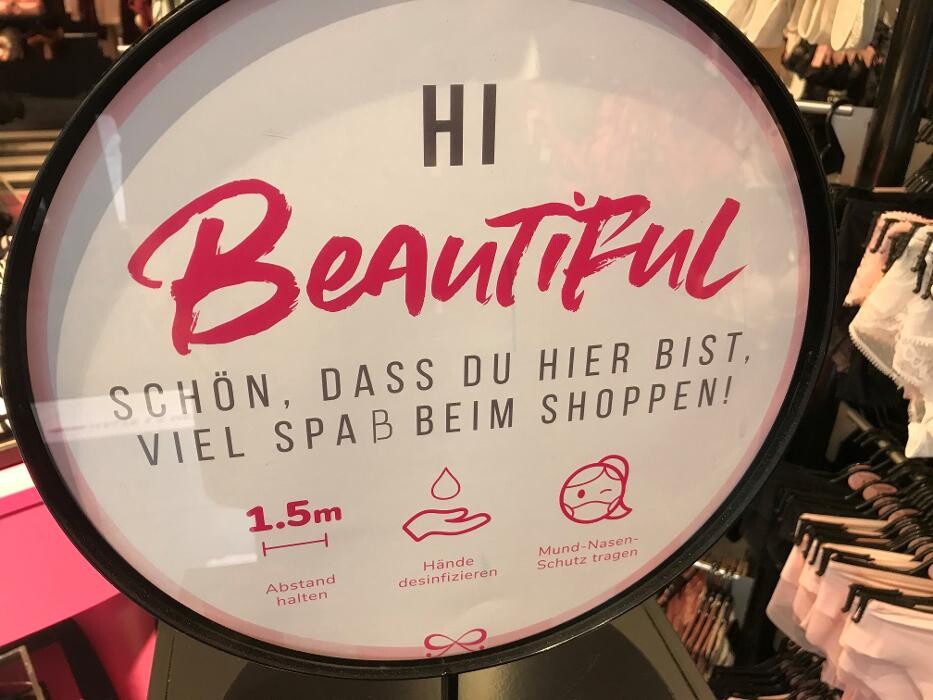 HI
BeautiFul
SCHÖN, DASS DU HIER BIST,
VIEL SPAß BEIM SHOPPEN!
1.5m
Abstand
halten
Hände
desinfizieren
Mund-Nasen-
Schutz tragen